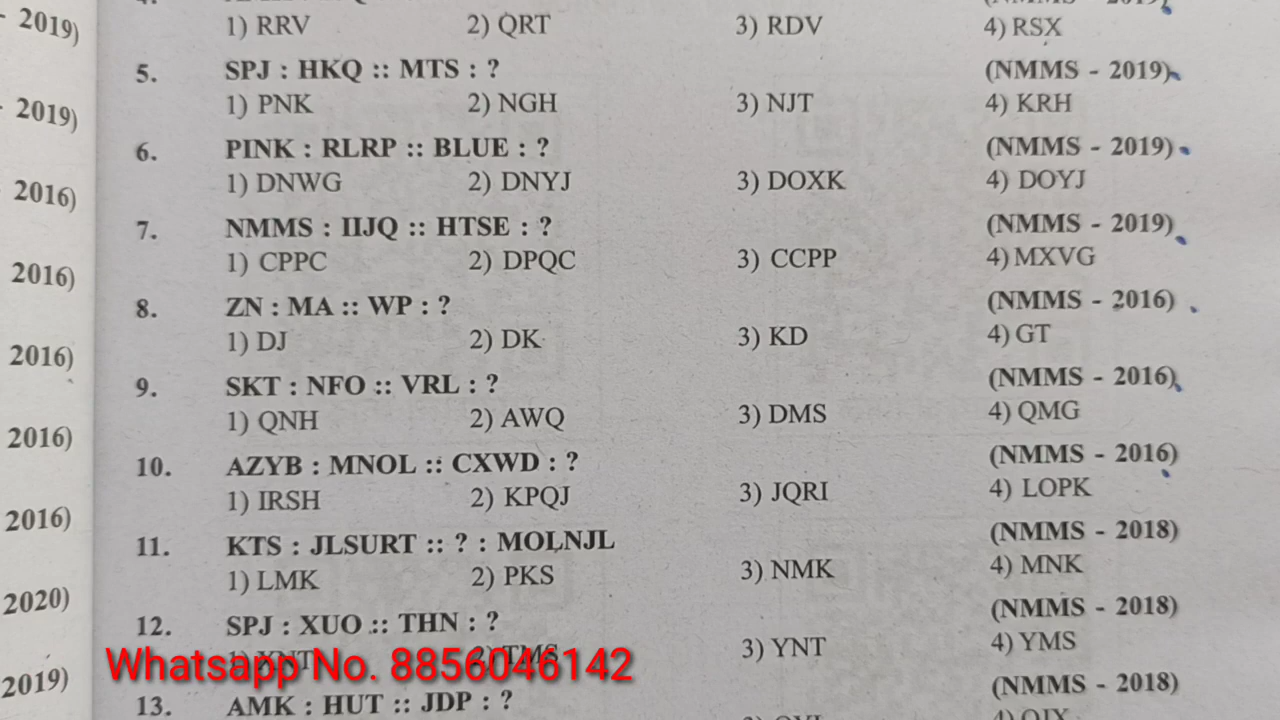 - 2019)
- 2019)
2016)
2016)
2016)
2016)
2016)
2020)
2019)
4.
1) RRV 2) QRT 3) RDV 4) RSX
5. SPJ : HKQ :: MTS : ? (NMMS - 2019)
1) PNK 2) NGH 3) NJT 4) KRH
6. PINK : RLRP :: BLUE : ? (NMMS - 2019)
1) DNWG 2) DNYJ 3) DOXK 4) DOYJ
7. NMMS : IIJQ :: HTSE : ? (NMMS - 2019)
1) CPPC 2) DPQC 3) CCPP 4) MXVG
8. ZN : MA :: WP : ? (NMMS - 2016)
1) DJ 2) DK 3) KD 4) GT
9. SKT : NFO :: VRL : ? (NMMS - 2016)
1) QNH 2) AWQ 3) DMS 4) QMG
10. AZYB : MNOL :: CXWD : ? (NMMS - 2016)
1) IRSH 2) KPQJ 3) JQRI 4) LOPK
11. KTS : JLSURT :: ? : MOLNJL (NMMS - 2018)
1) LMK 2) PKS 3) NMK 4) MNK
12. SPJ : XUO :: THN : ? (NMMS - 2018)
1) XNT 2) TMS 3) YNT 4) YMS
Whatsapp No. 8856046142
13. AMK : HUT :: JDP : ? (NMMS - 2018)